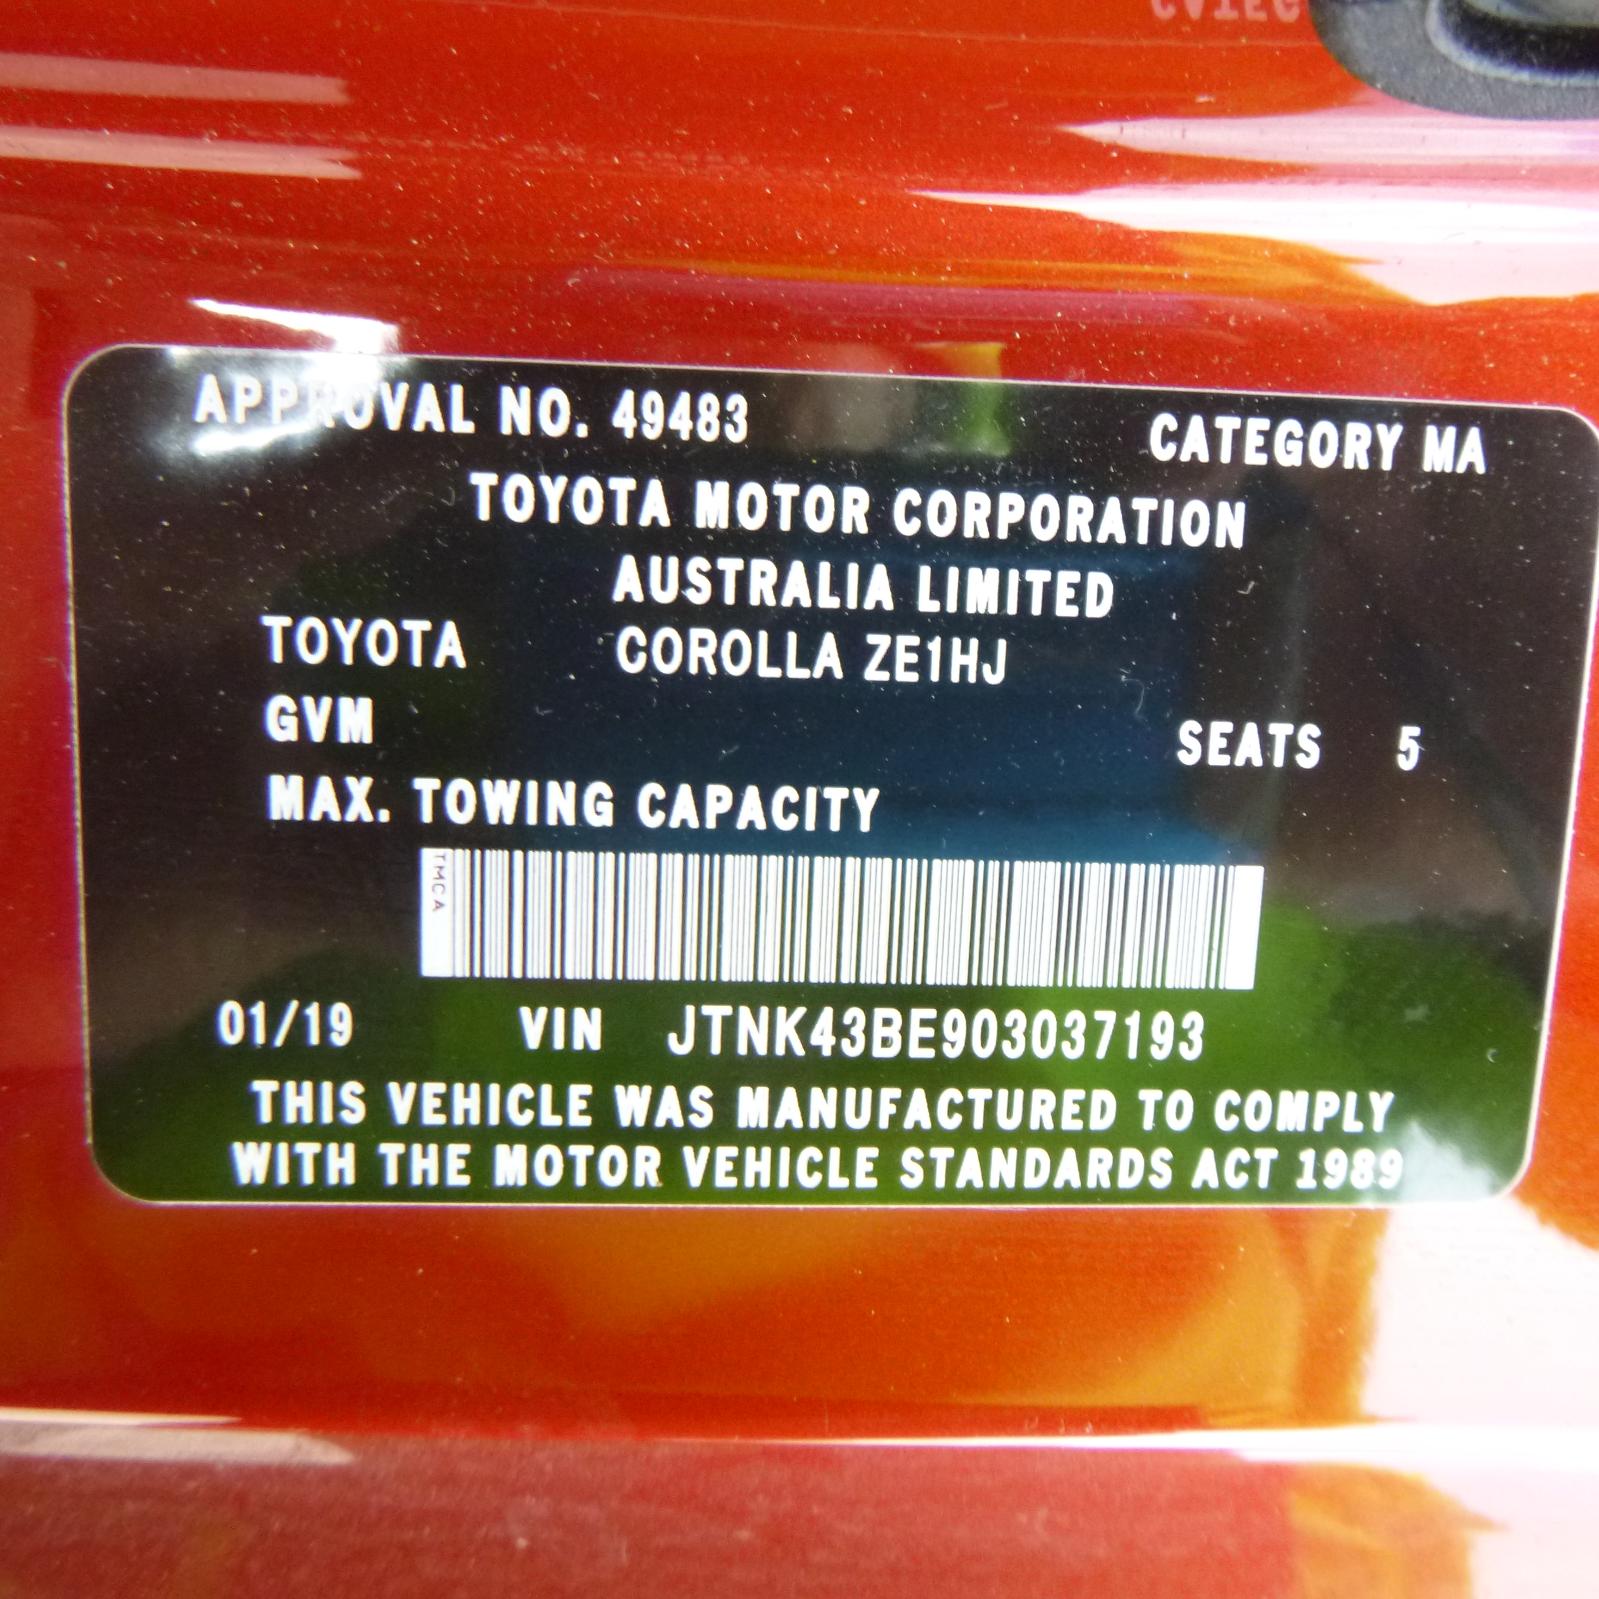 APPROVAL NO. 49483 CATEGORY MA
TOYOTA MOTOR CORPORATION
AUSTRALIA LIMITED
TOYOTA COROLLA ZE1HJ
GVM SEATS 5
MAX. TOWING CAPACITY
TMCA
01/19 VIN JTNK43BE903037193
THIS VEHICLE WAS MANUFACTURED TO COMPLY
WITH THE MOTOR VEHICLE STANDARDS ACT 1989